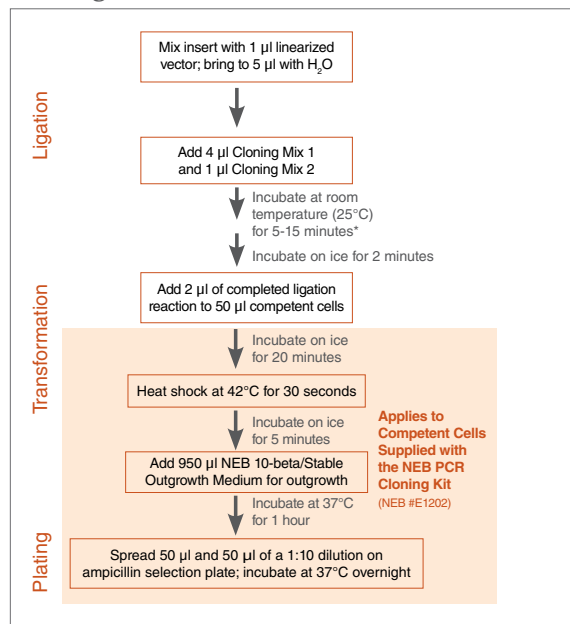 Ligation
Mix insert with 1 µl linearized
vector; bring to 5 µl with H₂O
Add 4 µl Cloning Mix 1
and 1 µl Cloning Mix 2
Incubate at room
temperature (25°C)
for 5-15 minutes*
Incubate on ice for 2 minutes
Transformation
Add 2 µl of completed ligation
reaction to 50 µl competent cells
Incubate on ice
for 20 minutes
Heat shock at 42°C for 30 seconds
Incubate on ice
for 5 minutes
Applies to
Competent Cells
Supplied with
the NEB PCR
Cloning Kit
(NEB #E1202)
Add 950 µl NEB 10-beta/Stable
Outgrowth Medium for outgrowth
Incubate at 37°C
for 1 hour
Plating
Spread 50 µl and 50 µl of a 1:10 dilution on
ampicillin selection plate; incubate at 37°C overnight